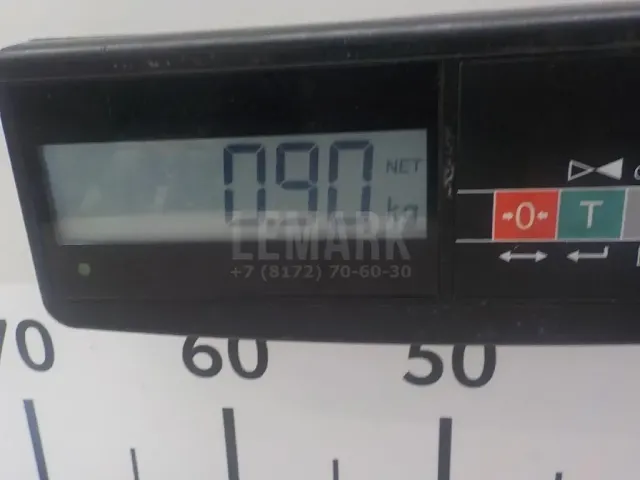 090 NET
kg
→0← T
LEMARK
+7 (8172) 70-60-30
70 60 50